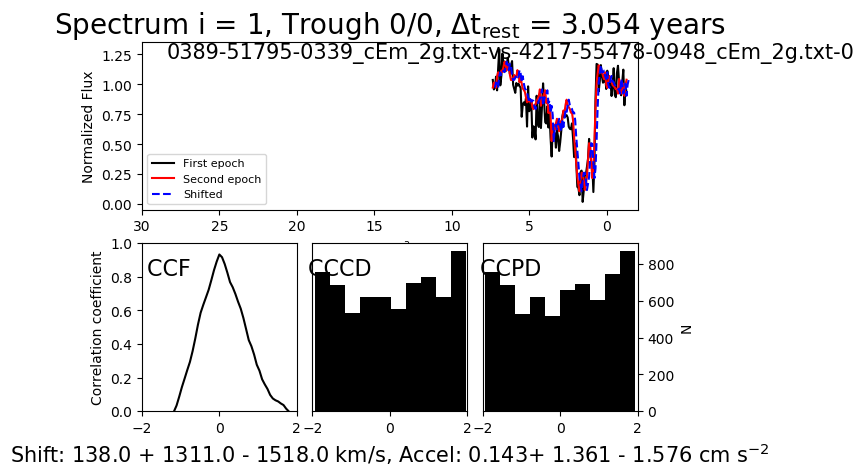 Spectrum i = 1, Trough 0/0, Δt_rest = 3.054 years
0389-51795-0339_cEm_2g.txt-vs-4217-55478-0948_cEm_2g.txt-0
Normalized Flux
1.25
1.00
0.75
0.50
0.25
0.00
First epoch
Second epoch
Shifted
30 25 20 15 10 5 0
Correlation coefficient
1.0
0.8
0.6
0.4
0.2
0.0
CCF
CCCD
CCPD
800
600
400
200
0
N
−2 0 2
−2 0 2
−2 0 2
Shift: 138.0 + 1311.0 - 1518.0 km/s, Accel: 0.143+ 1.361 - 1.576 cm s⁻²